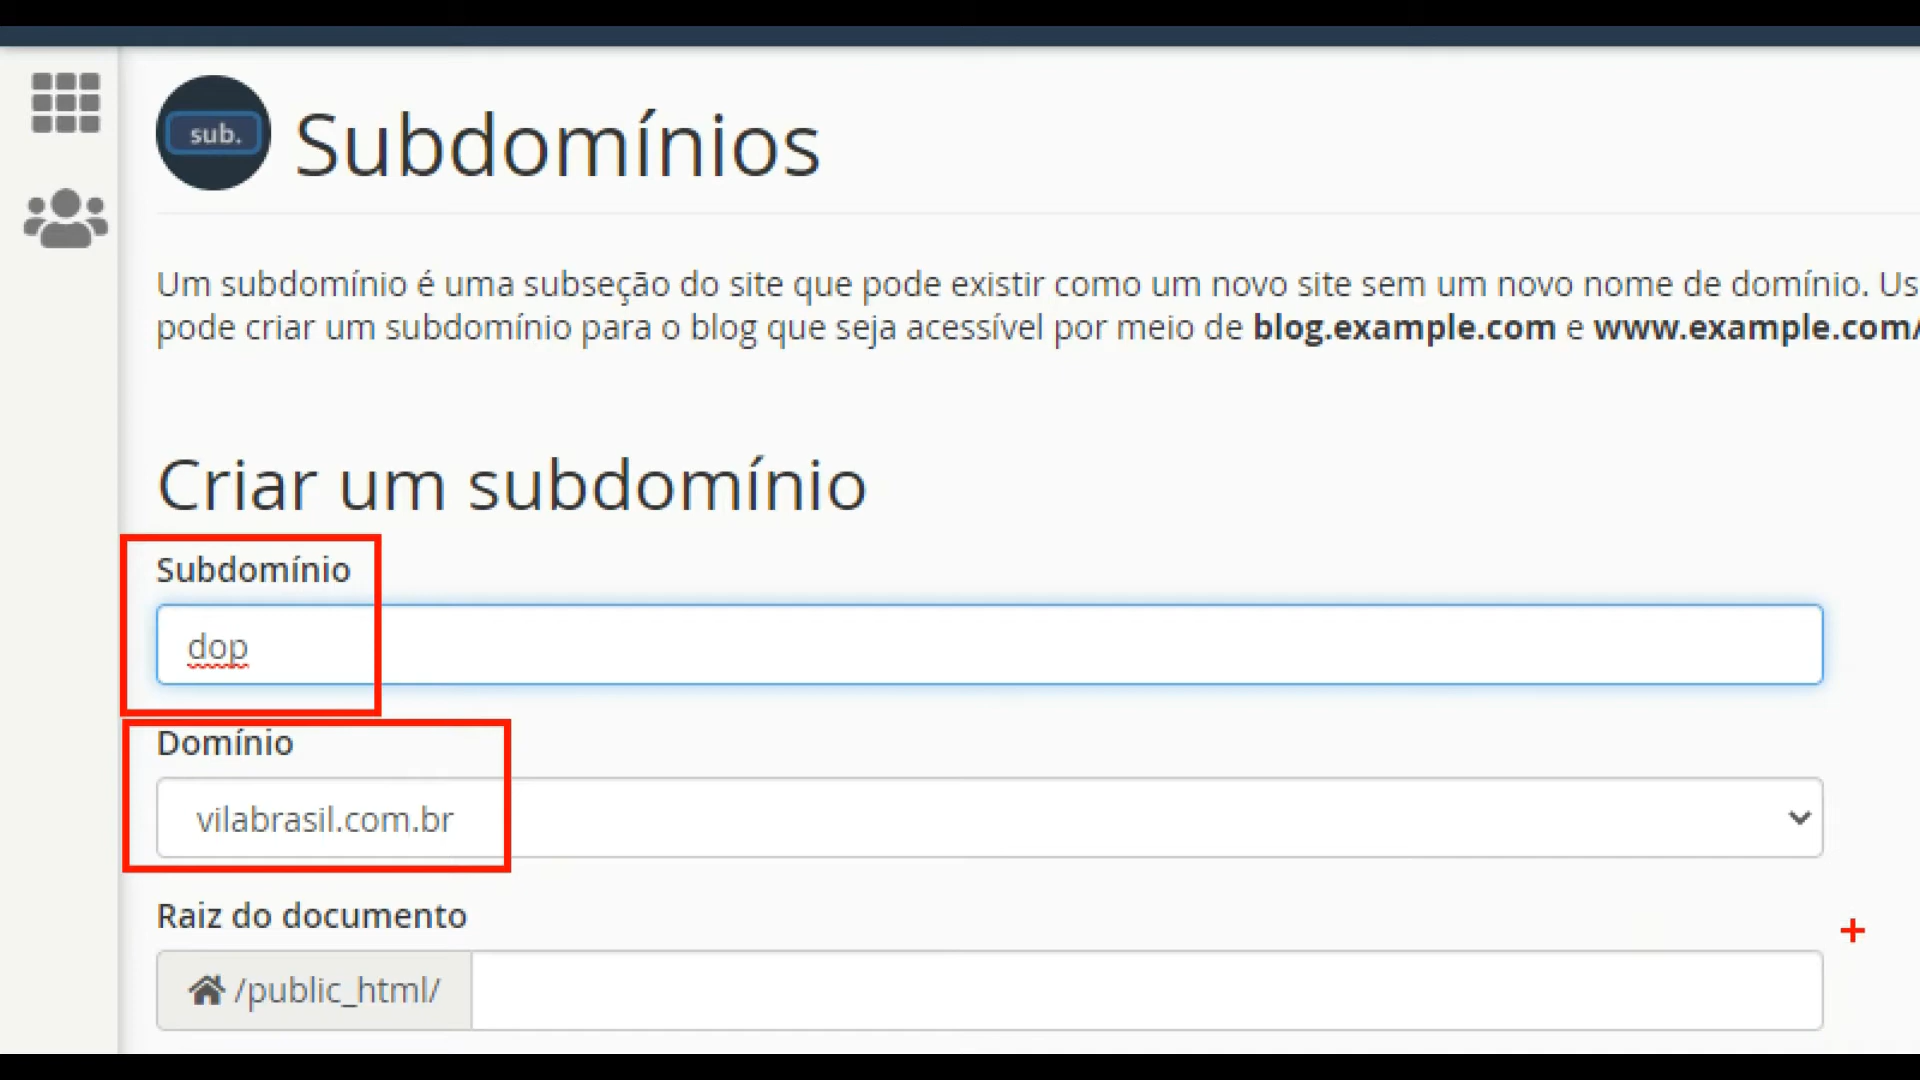 sub.
Subdomínios
Um subdomínio é uma subseção do site que pode existir como um novo site sem um novo nome de domínio. Us
pode criar um subdomínio para o blog que seja acessível por meio de blog.example.com e www.example.com/
Criar um subdomínio
Subdomínio
dop
Domínio
vilabrasil.com.br
Raiz do documento
/public_html/